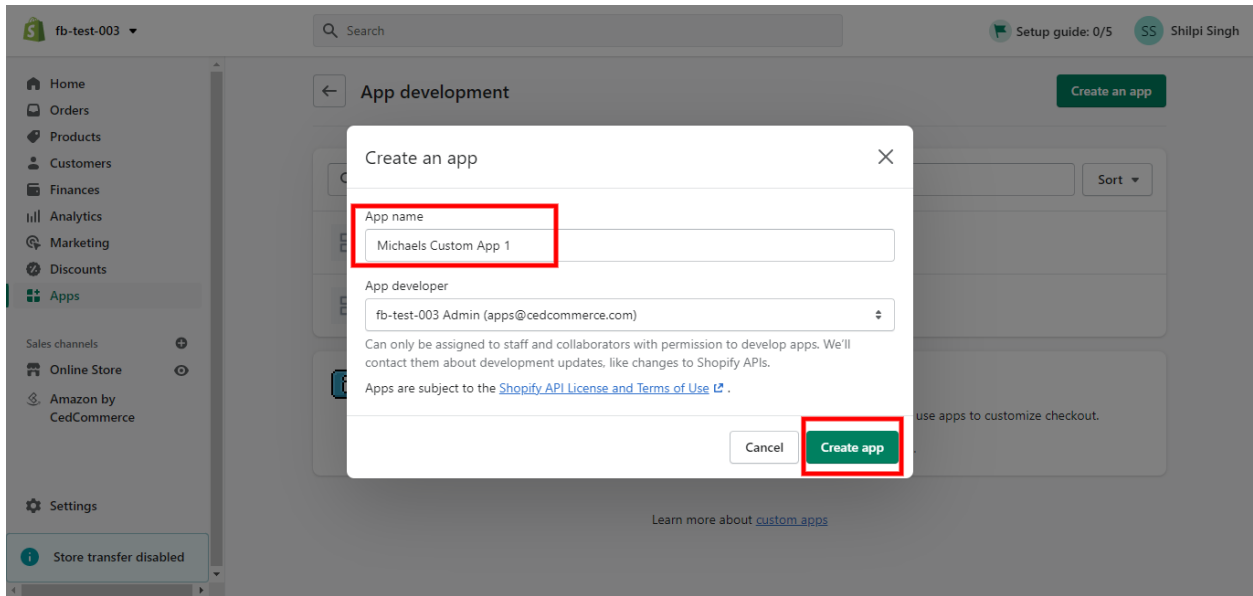 fb-test-003
Search
Setup guide: 0/5
SS
Shilpi Singh
Home
Orders
Products
Customers
Finances
Analytics
Marketing
Discounts
Apps
Sales channels
Online Store
Amazon by
CedCommerce
Settings
Store transfer disabled
App development
Create an app
Sort
Create an app
App name
Michaels Custom App 1
App developer
fb-test-003 Admin (apps@cedcommerce.com)
Can only be assigned to staff and collaborators with permission to develop apps. We'll
contact them about development updates, like changes to Shopify APIs.
Apps are subject to the Shopify API License and Terms of Use .
Cancel
Create app
use apps to customize checkout.
Learn more about custom apps